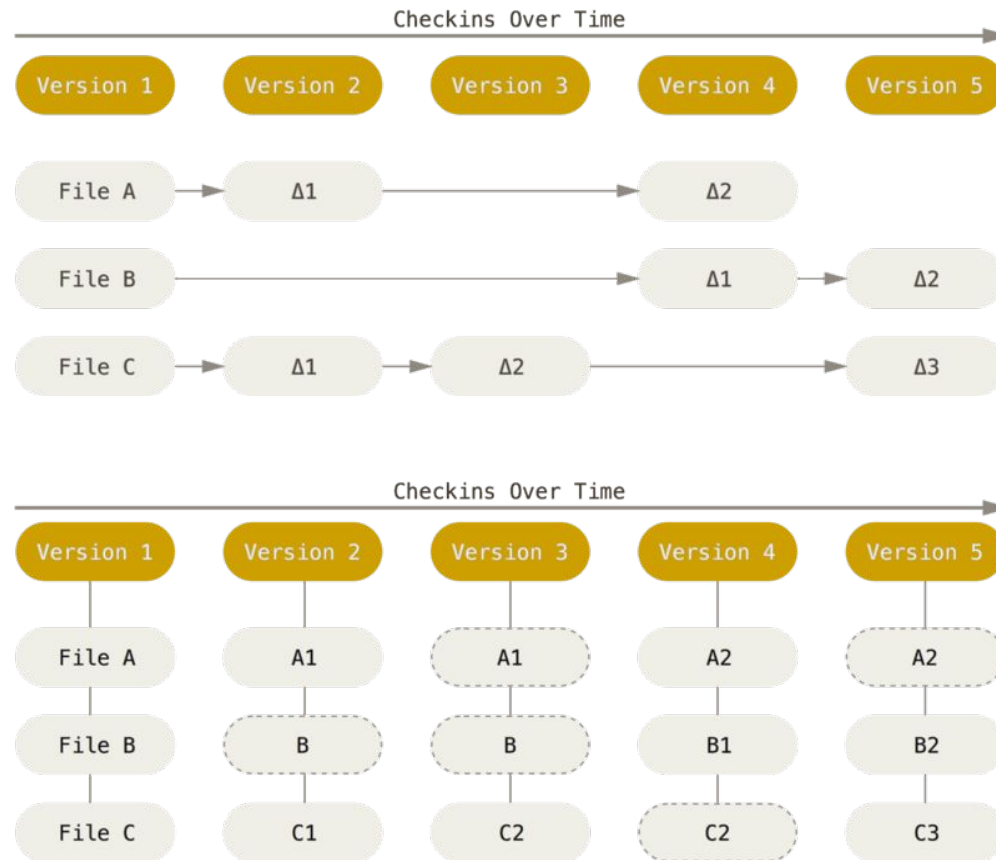 Checkins Over Time
Version 1 Version 2 Version 3 Version 4 Version 5
File A Δ1 Δ2
File B Δ1 Δ2
File C Δ1 Δ2 Δ3
Checkins Over Time
Version 1 Version 2 Version 3 Version 4 Version 5
File A A1 A1 A2 A2
File B B B B1 B2
File C C1 C2 C2 C3